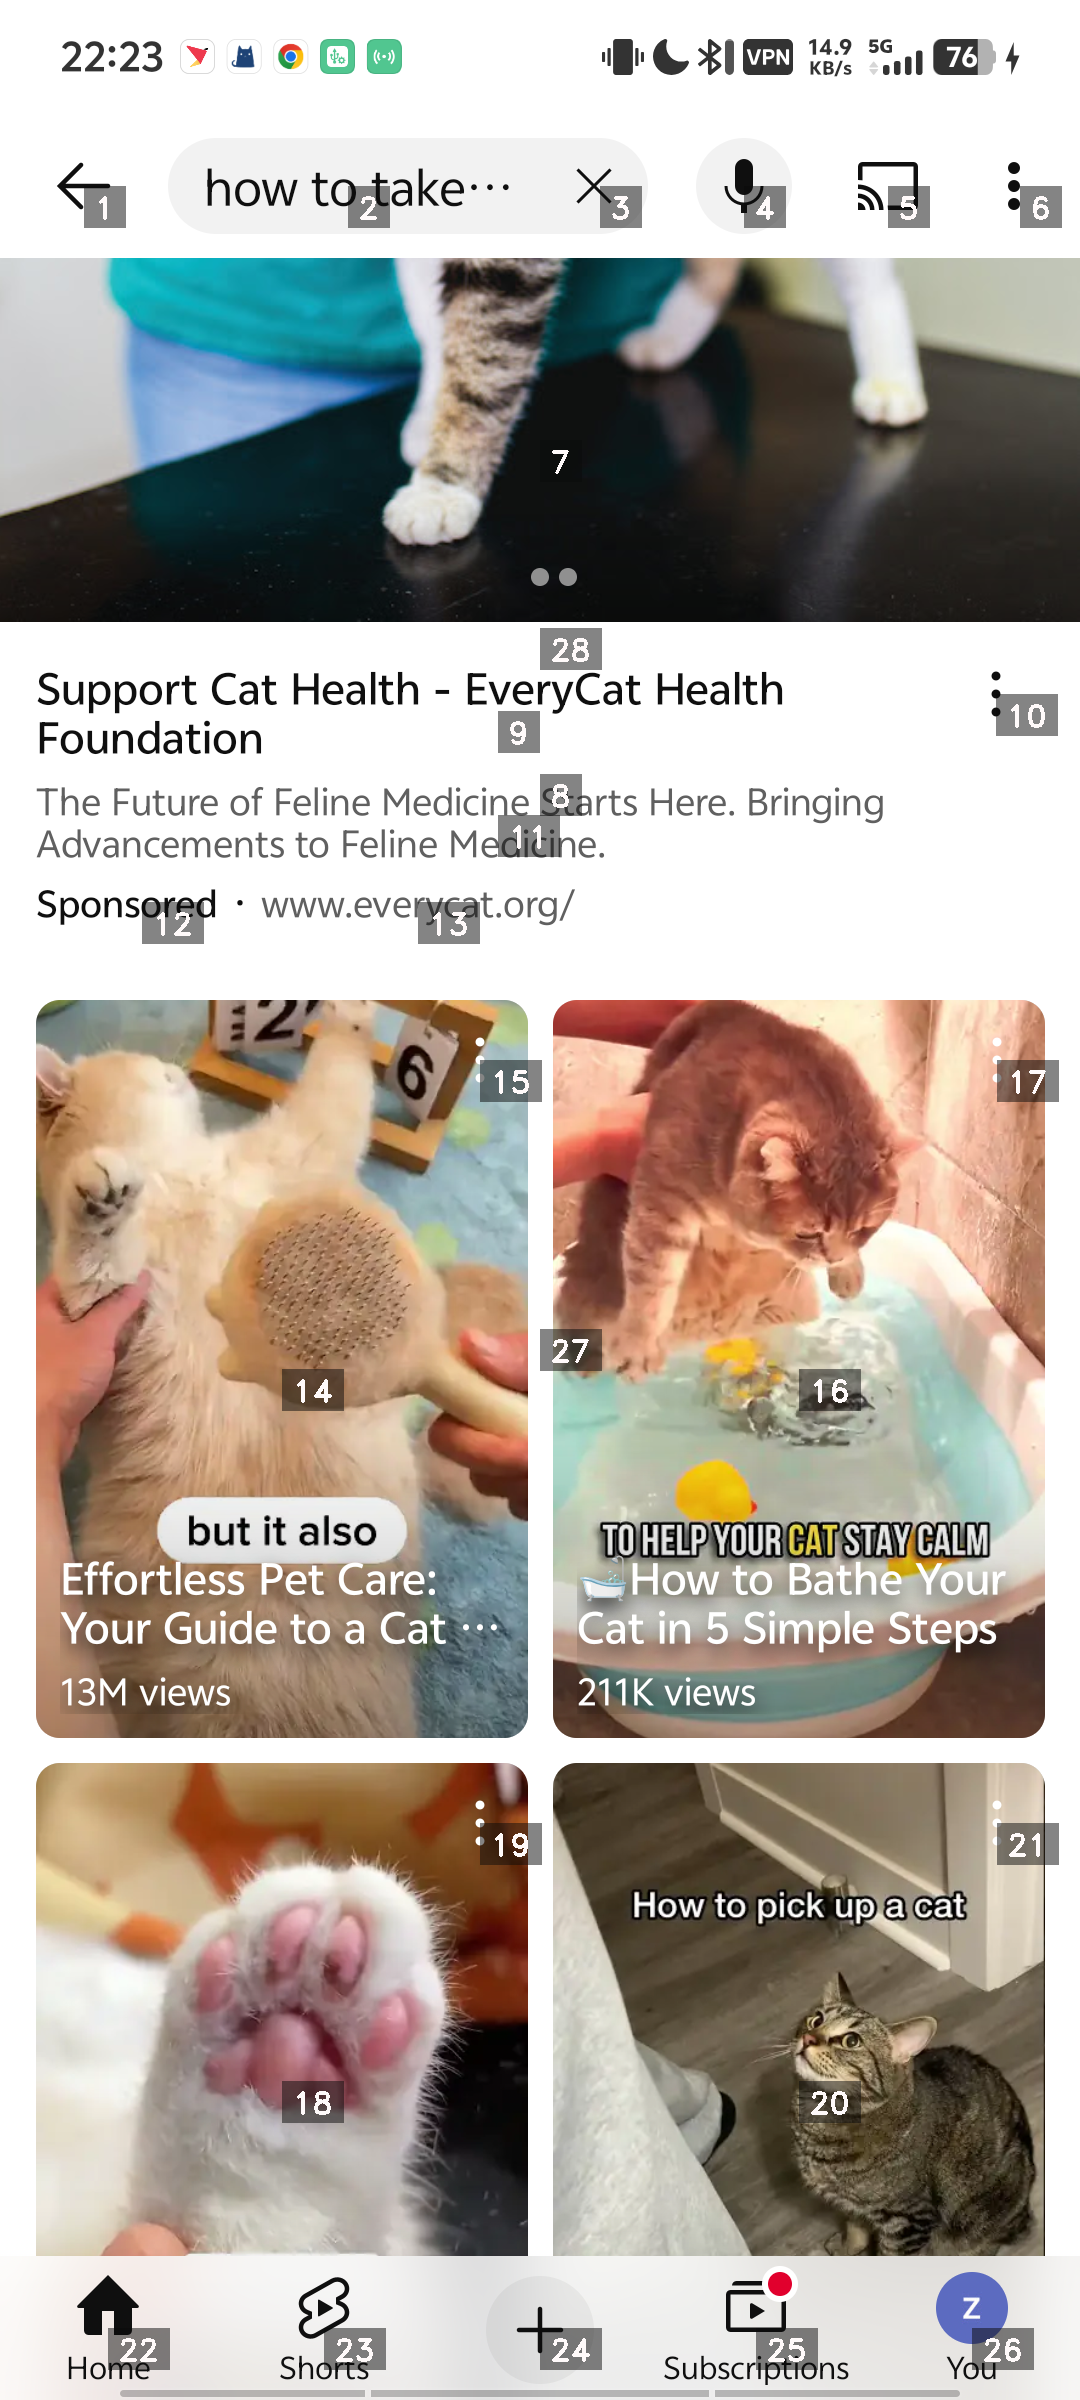 22:23
VPN
14.9
KB/s
5G
76
how to take…
1
2
3
4
5
6
7
28
Support Cat Health - EveryCat Health
Foundation
9
10
The Future of Feline Medicine Starts Here. Bringing
8
Advancements to Feline Medicine.
11
Sponsored · www.everycat.org/
12
13
2
6
15
17
14
27
16
but it also
Effortless Pet Care:
Your Guide to a Cat …
13M views
TO HELP YOUR CAT STAY CALM
🛁How to Bathe Your
Cat in 5 Simple Steps
211K views
19
21
How to pick up a cat
18
20
Z
22
23
24
25
26
Home
Shorts
Subscriptions
You